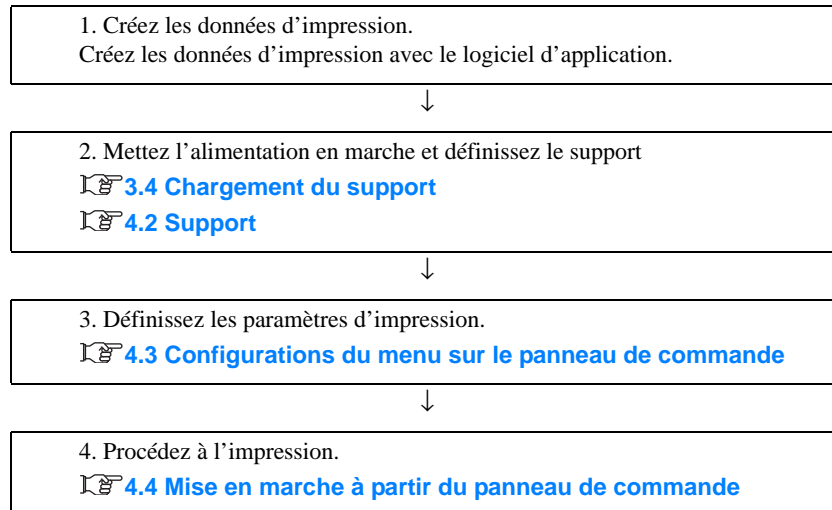 1. Créez les données d’impression.
Créez les données d’impression avec le logiciel d’application.
↓
2. Mettez l’alimentation en marche et définissez le support
3.4 Chargement du support
4.2 Support
↓
3. Définissez les paramètres d’impression.
4.3 Configurations du menu sur le panneau de commande
↓
4. Procédez à l’impression.
4.4 Mise en marche à partir du panneau de commande